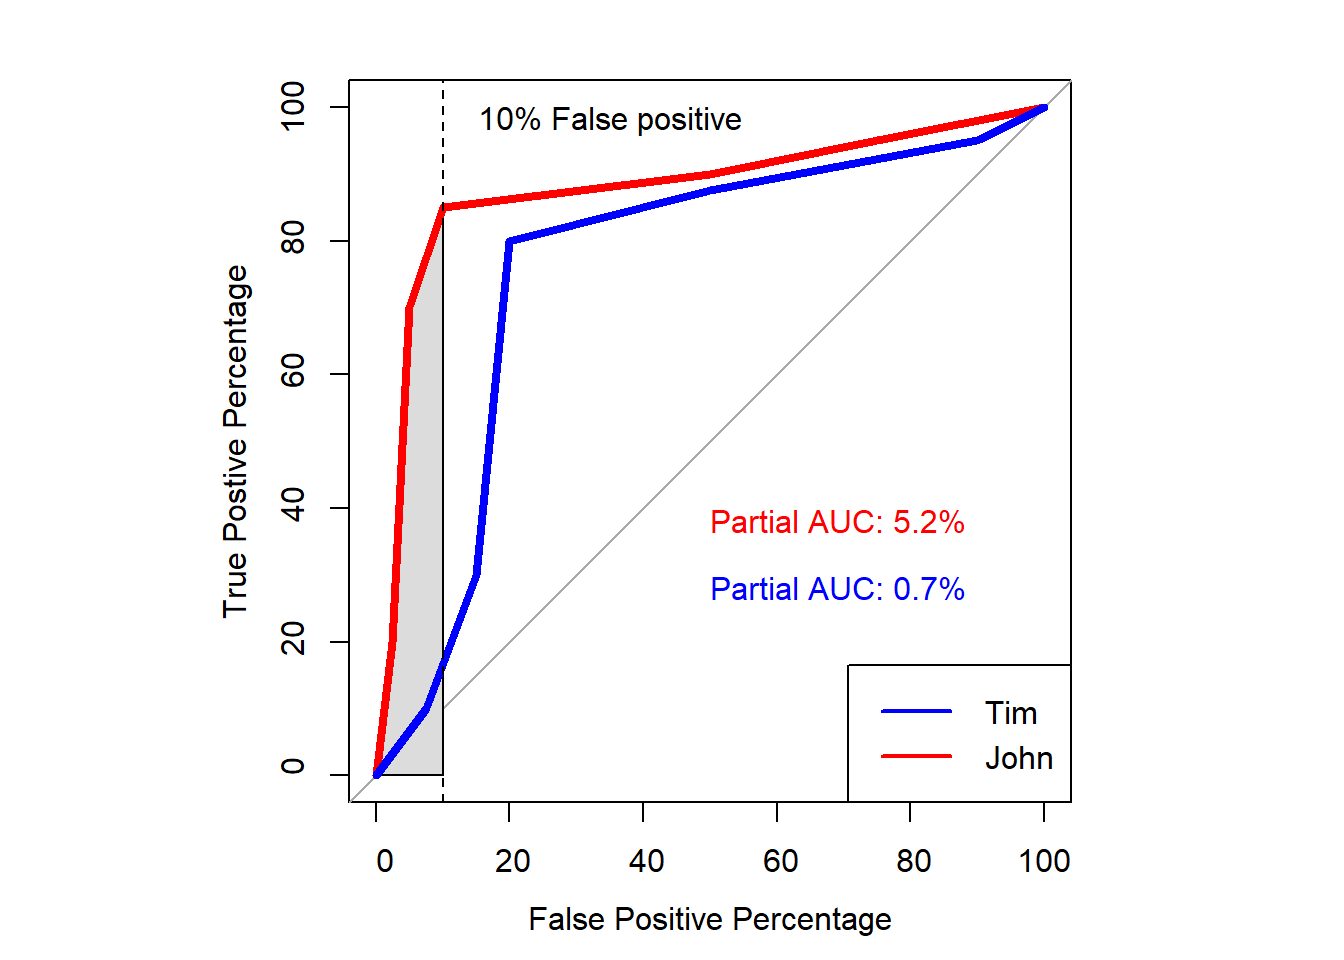 10% False positive
100
80
60
40
20
0
True Postive Percentage
Partial AUC: 5.2%
Partial AUC: 0.7%
Tim
John
0 20 40 60 80 100
False Positive Percentage